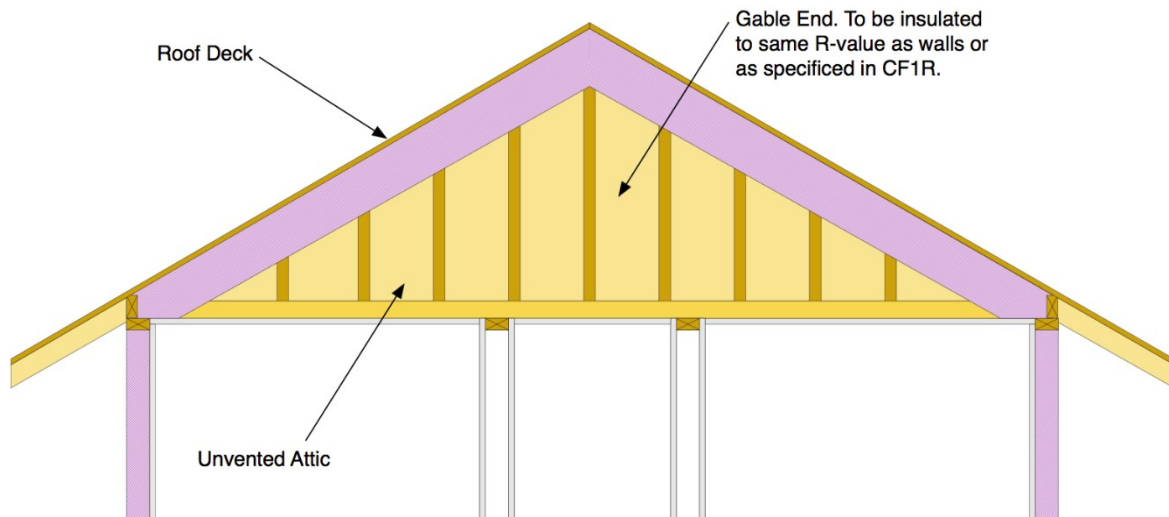 Roof Deck
Gable End. To be insulated
to same R-value as walls or
as specificed in CF1R.
Unvented Attic